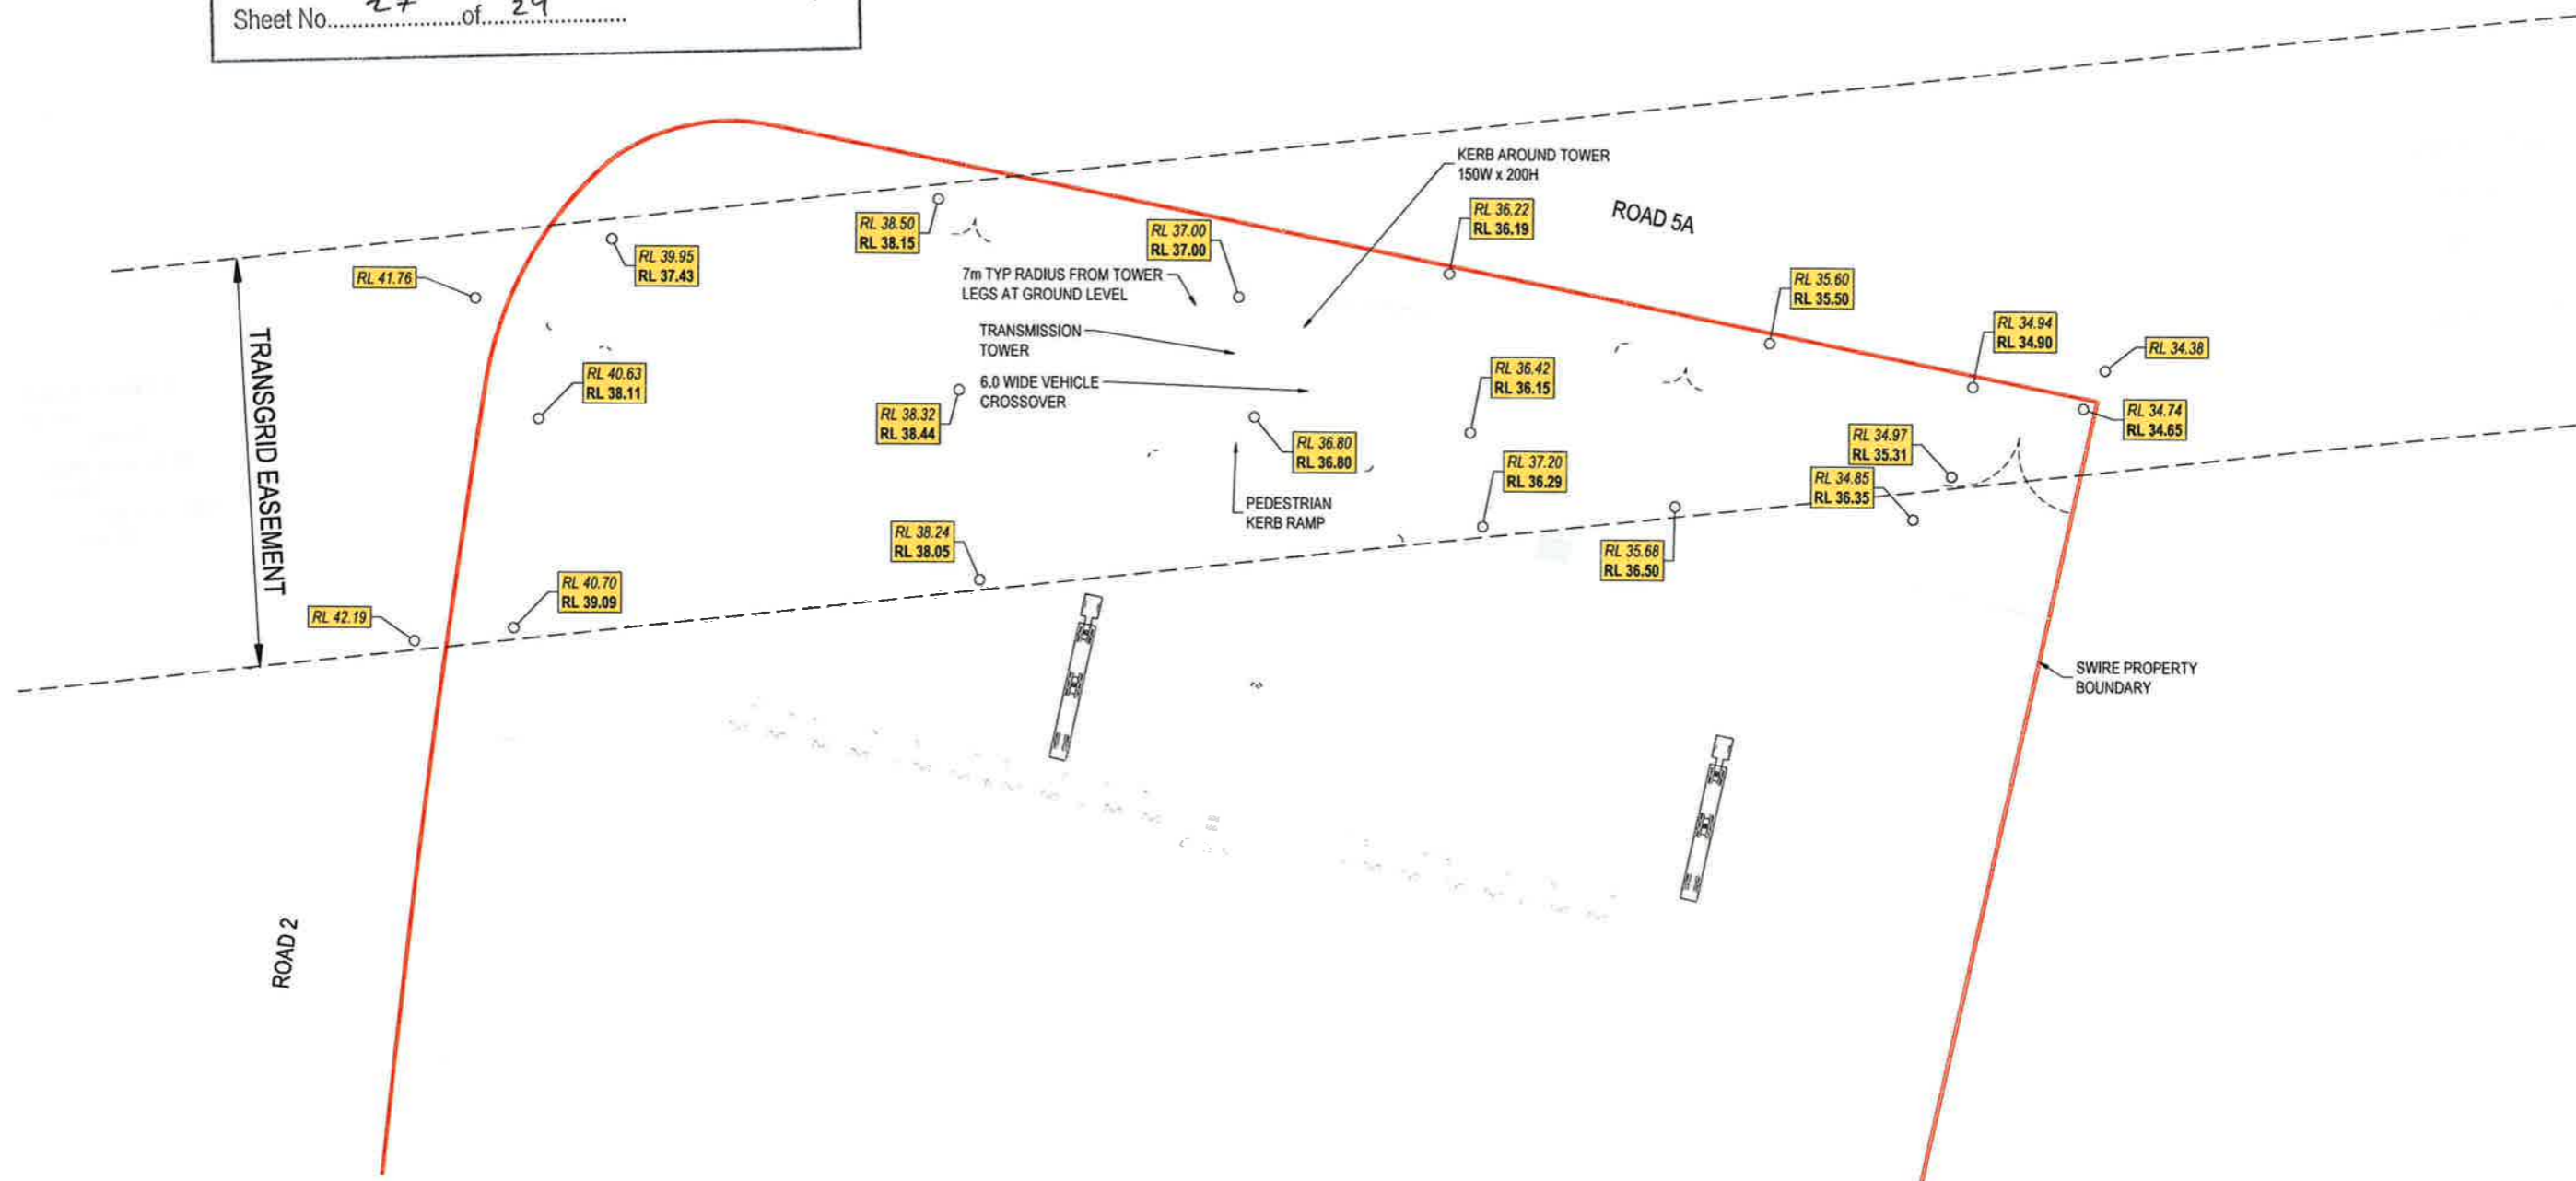 Sheet No. 27 of 29
KERB AROUND TOWER
150W x 200H
ROAD 5A
RL 38.50
RL 38.15
RL 37.00
RL 37.00
RL 36.22
RL 36.19
RL 41.76
RL 39.95
RL 37.43
7m TYP RADIUS FROM TOWER
LEGS AT GROUND LEVEL
RL 35.60
RL 35.50
TRANSMISSION
TOWER
RL 34.94
RL 34.90
RL 34.38
TRANSGRID EASEMENT
RL 40.63
RL 38.11
6.0 WIDE VEHICLE
CROSSOVER
RL 36.42
RL 36.15
RL 38.32
RL 38.44
RL 36.80
RL 36.80
RL 34.74
RL 34.65
RL 34.97
RL 35.31
RL 37.20
RL 36.29
RL 34.85
RL 36.35
PEDESTRIAN
KERB RAMP
RL 38.24
RL 38.05
RL 35.68
RL 36.50
RL 40.70
RL 39.09
RL 42.19
SWIRE PROPERTY
BOUNDARY
ROAD 2